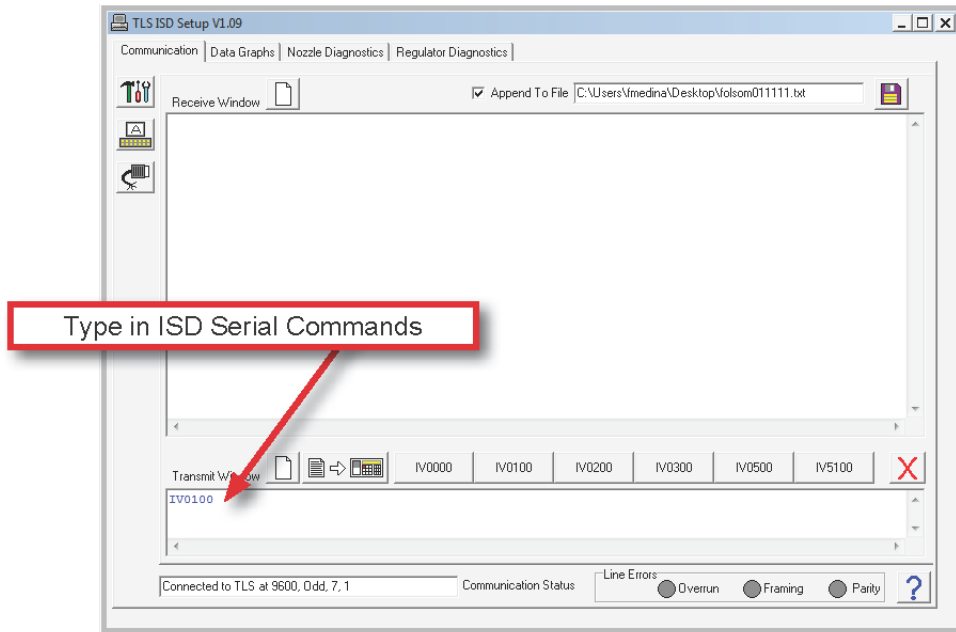 TLS ISD Setup V1.09
Communication Data Graphs Nozzle Diagnostics Regulator Diagnostics
Receive Window Append To File C:\Users\fmedina\Desktop\folsom011111.txt
A
Type in ISD Serial Commands
Transmit Window IV0000 IV0100 IV0200 IV0300 IV0500 IV5100 X
IV0100
Connected to TLS at 9600, Odd, 7, 1 Communication Status Line Errors Overrun Framing Parity ?